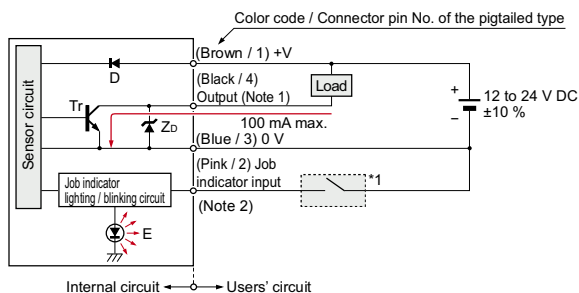 Color code / Connector pin No. of the pigtailed type
(Brown / 1) +V
D
(Black / 4)
Output (Note 1)
Load
Tr
ZD
100 mA max.
+
−
12 to 24 V DC
±10 %
Sensor circuit
(Blue / 3) 0 V
(Pink / 2) Job
indicator input
(Note 2)
*1
Job indicator
lighting / blinking circuit
E
Internal circuit
Users' circuit